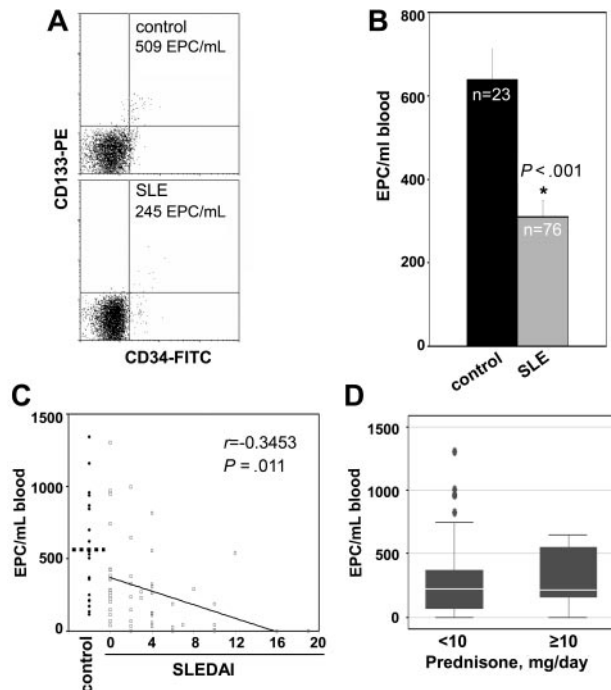 A
control
509 EPC/mL
CD133-PE
SLE
245 EPC/mL
CD34-FITC
B
EPC/ml blood
800
600
400
200
0
n=23
P < .001
*
n=76
control
SLE
C
EPC/mL blood
1500
1000
500
0
r=-0.3453
P = .011
control
0 4 8 12 16 20
SLEDAI
D
EPC/mL blood
1500
1000
500
0
<10 ≥10
Prednisone, mg/day